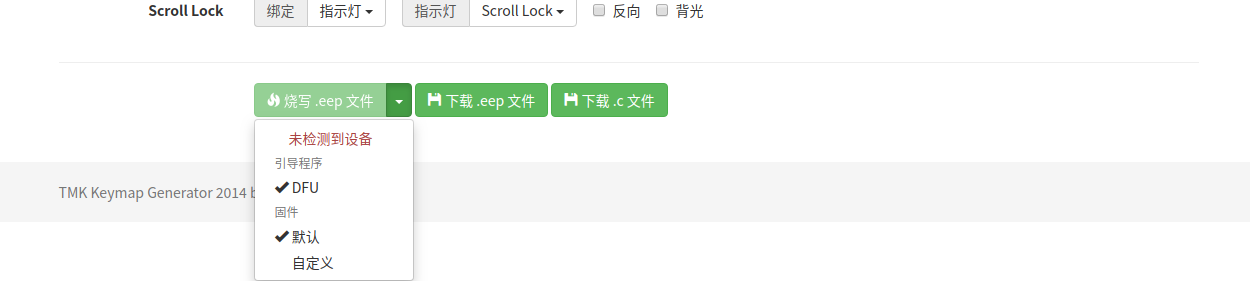 Scroll Lock 绑定 指示灯 指示灯 Scroll Lock 反向 背光
烧写 .eep 文件 下载 .eep 文件 下载 .c 文件
未检测到设备
引导程序
DFU
TMK Keymap Generator 2014 b
固件
默认
自定义